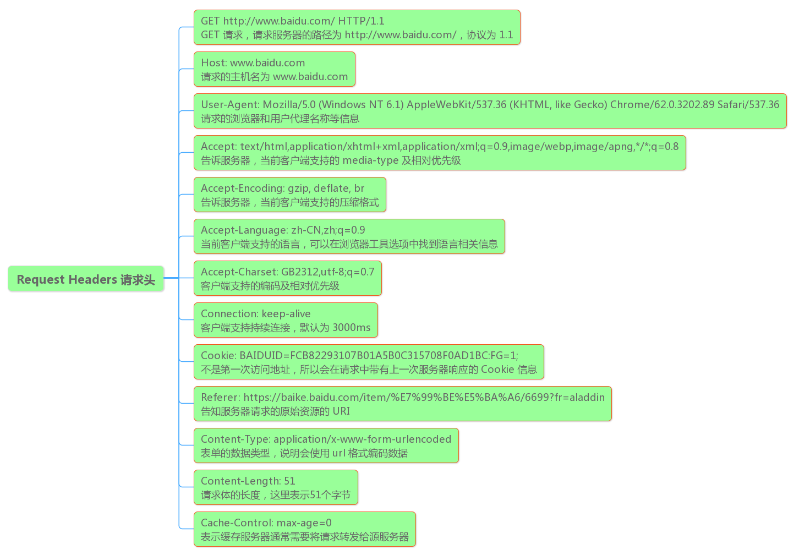 Request Headers 请求头
GET http://www.baidu.com/ HTTP/1.1
GET 请求，请求服务器的路径为 http://www.baidu.com/，协议为 1.1
Host: www.baidu.com
请求的主机名为 www.baidu.com
User-Agent: Mozilla/5.0 (Windows NT 6.1) AppleWebKit/537.36 (KHTML, like Gecko) Chrome/62.0.3202.89 Safari/537.36
请求的浏览器和用户代理名称等信息
Accept: text/html,application/xhtml+xml,application/xml;q=0.9,image/webp,image/apng,*/*;q=0.8
告诉服务器，当前客户端支持的 media-type 及相对优先级
Accept-Encoding: gzip, deflate, br
告诉服务器，当前客户端支持的压缩格式
Accept-Language: zh-CN,zh;q=0.9
当前客户端支持的语言，可以在浏览器工具选项中找到语言相关信息
Accept-Charset: GB2312,utf-8;q=0.7
客户端支持的编码及相对优先级
Connection: keep-alive
客户端支持持续连接，默认为 3000ms
Cookie: BAIDUID=FCB82293107B01A5B0C315708F0AD1BC:FG=1;
不是第一次访问地址，所以会在请求中带有上一次服务器响应的 Cookie 信息
Referer: https://baike.baidu.com/item/%E7%99%BE%E5%BA%A6/6699?fr=aladdin
告知服务器请求的原始资源的 URI
Content-Type: application/x-www-form-urlencoded
表单的数据类型，说明会使用 url 格式编码数据
Content-Length: 51
请求体的长度，这里表示51个字节
Cache-Control: max-age=0
表示缓存服务器通常需要将请求转发给源服务器